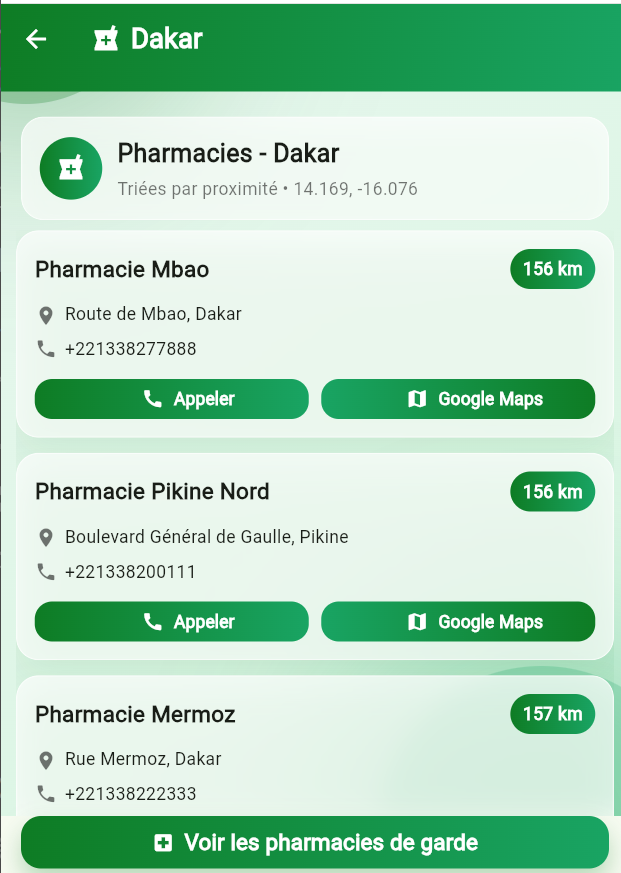 Dakar
Pharmacies - Dakar
Triées par proximité • 14.169, -16.076
Pharmacie Mbao
156 km
Route de Mbao, Dakar
+221338277888
Appeler
Google Maps
Pharmacie Pikine Nord
156 km
Boulevard Général de Gaulle, Pikine
+221338200111
Appeler
Google Maps
Pharmacie Mermoz
157 km
Rue Mermoz, Dakar
+221338222333
Voir les pharmacies de garde